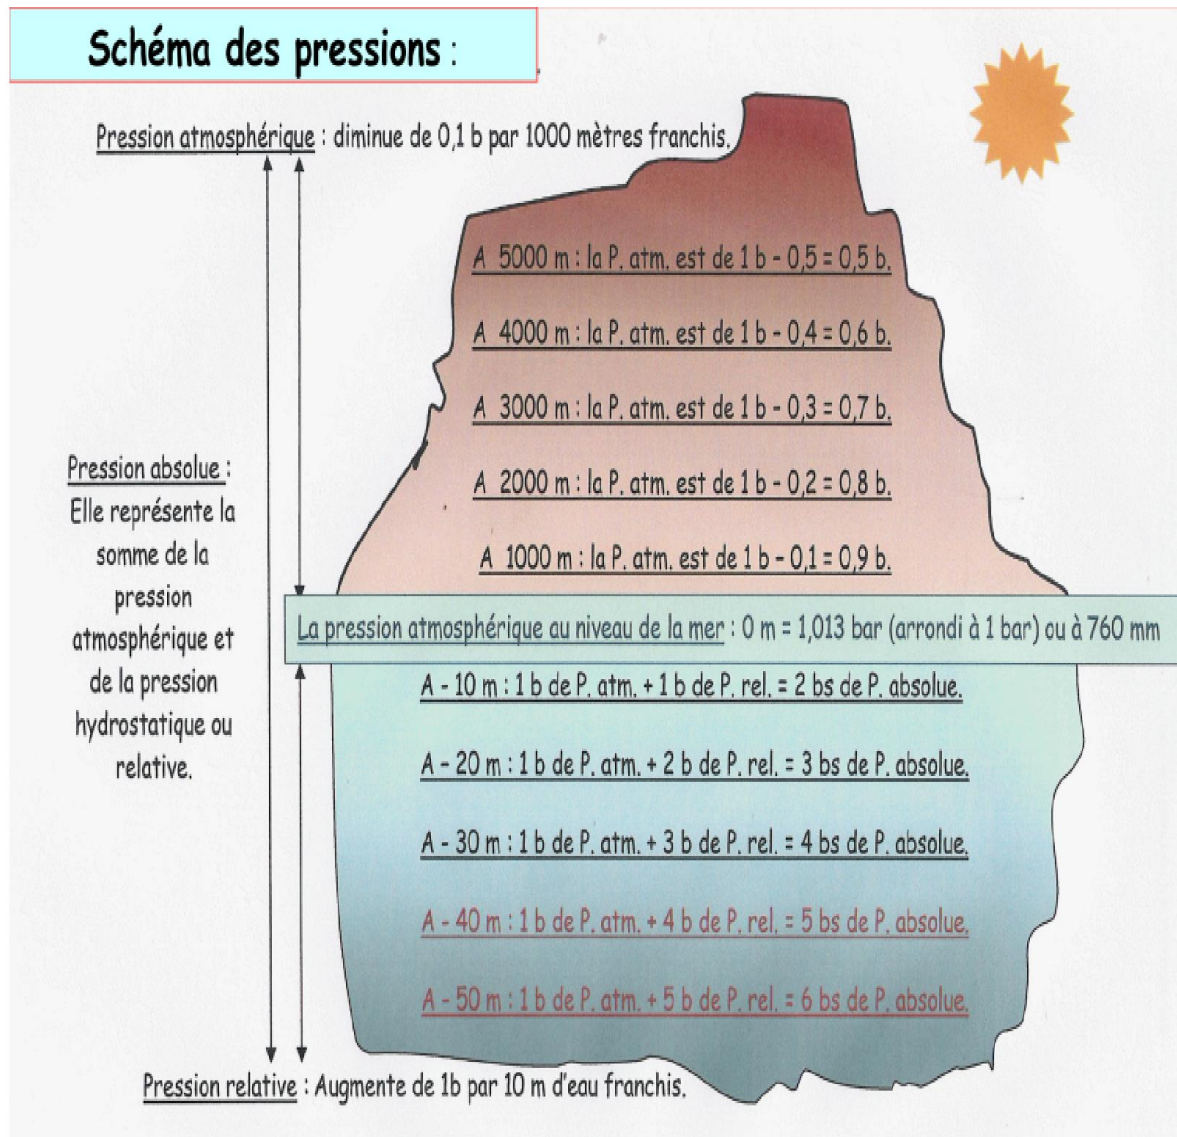 Schéma des pressions :
Pression atmosphérique : diminue de 0,1 b par 1000 mètres franchis.
A 5000 m : la P. atm. est de 1 b - 0,5 = 0,5 b.
A 4000 m : la P. atm. est de 1 b - 0,4 = 0,6 b.
A 3000 m : la P. atm. est de 1 b - 0,3 = 0,7 b.
A 2000 m : la P. atm. est de 1 b - 0,2 = 0,8 b.
A 1000 m : la P. atm. est de 1 b - 0,1 = 0,9 b.
Pression absolue :
Elle représente la
somme de la
pression
atmosphérique et
de la pression
hydrostatique ou
relative.
La pression atmosphérique au niveau de la mer : 0 m = 1,013 bar (arrondi à 1 bar) ou à 760 mm
A - 10 m : 1 b de P. atm. + 1 b de P. rel. = 2 bs de P. absolue.
A - 20 m : 1 b de P. atm. + 2 b de P. rel. = 3 bs de P. absolue.
A - 30 m : 1 b de P. atm. + 3 b de P. rel. = 4 bs de P. absolue.
A - 40 m : 1 b de P. atm. + 4 b de P. rel. = 5 bs de P. absolue.
A - 50 m : 1 b de P. atm. + 5 b de P. rel. = 6 bs de P. absolue.
Pression relative : Augmente de 1b par 10 m d'eau franchis.